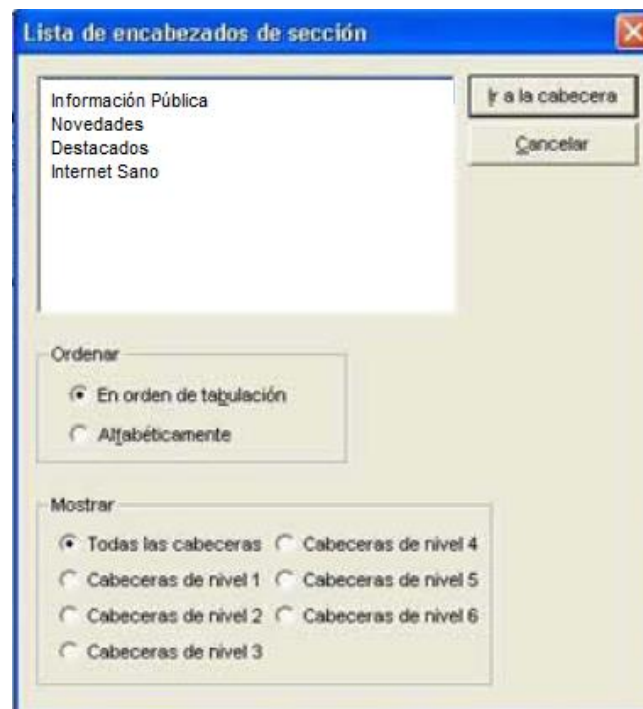 Lista de encabezados de sección
Información Pública
Novedades
Destacados
Internet Sano
Ir a la cabecera
Cancelar
Ordenar
En orden de tabulación
Alfabéticamente
Mostrar
Todas las cabeceras Cabeceras de nivel 4
Cabeceras de nivel 1 Cabeceras de nivel 5
Cabeceras de nivel 2 Cabeceras de nivel 6
Cabeceras de nivel 3